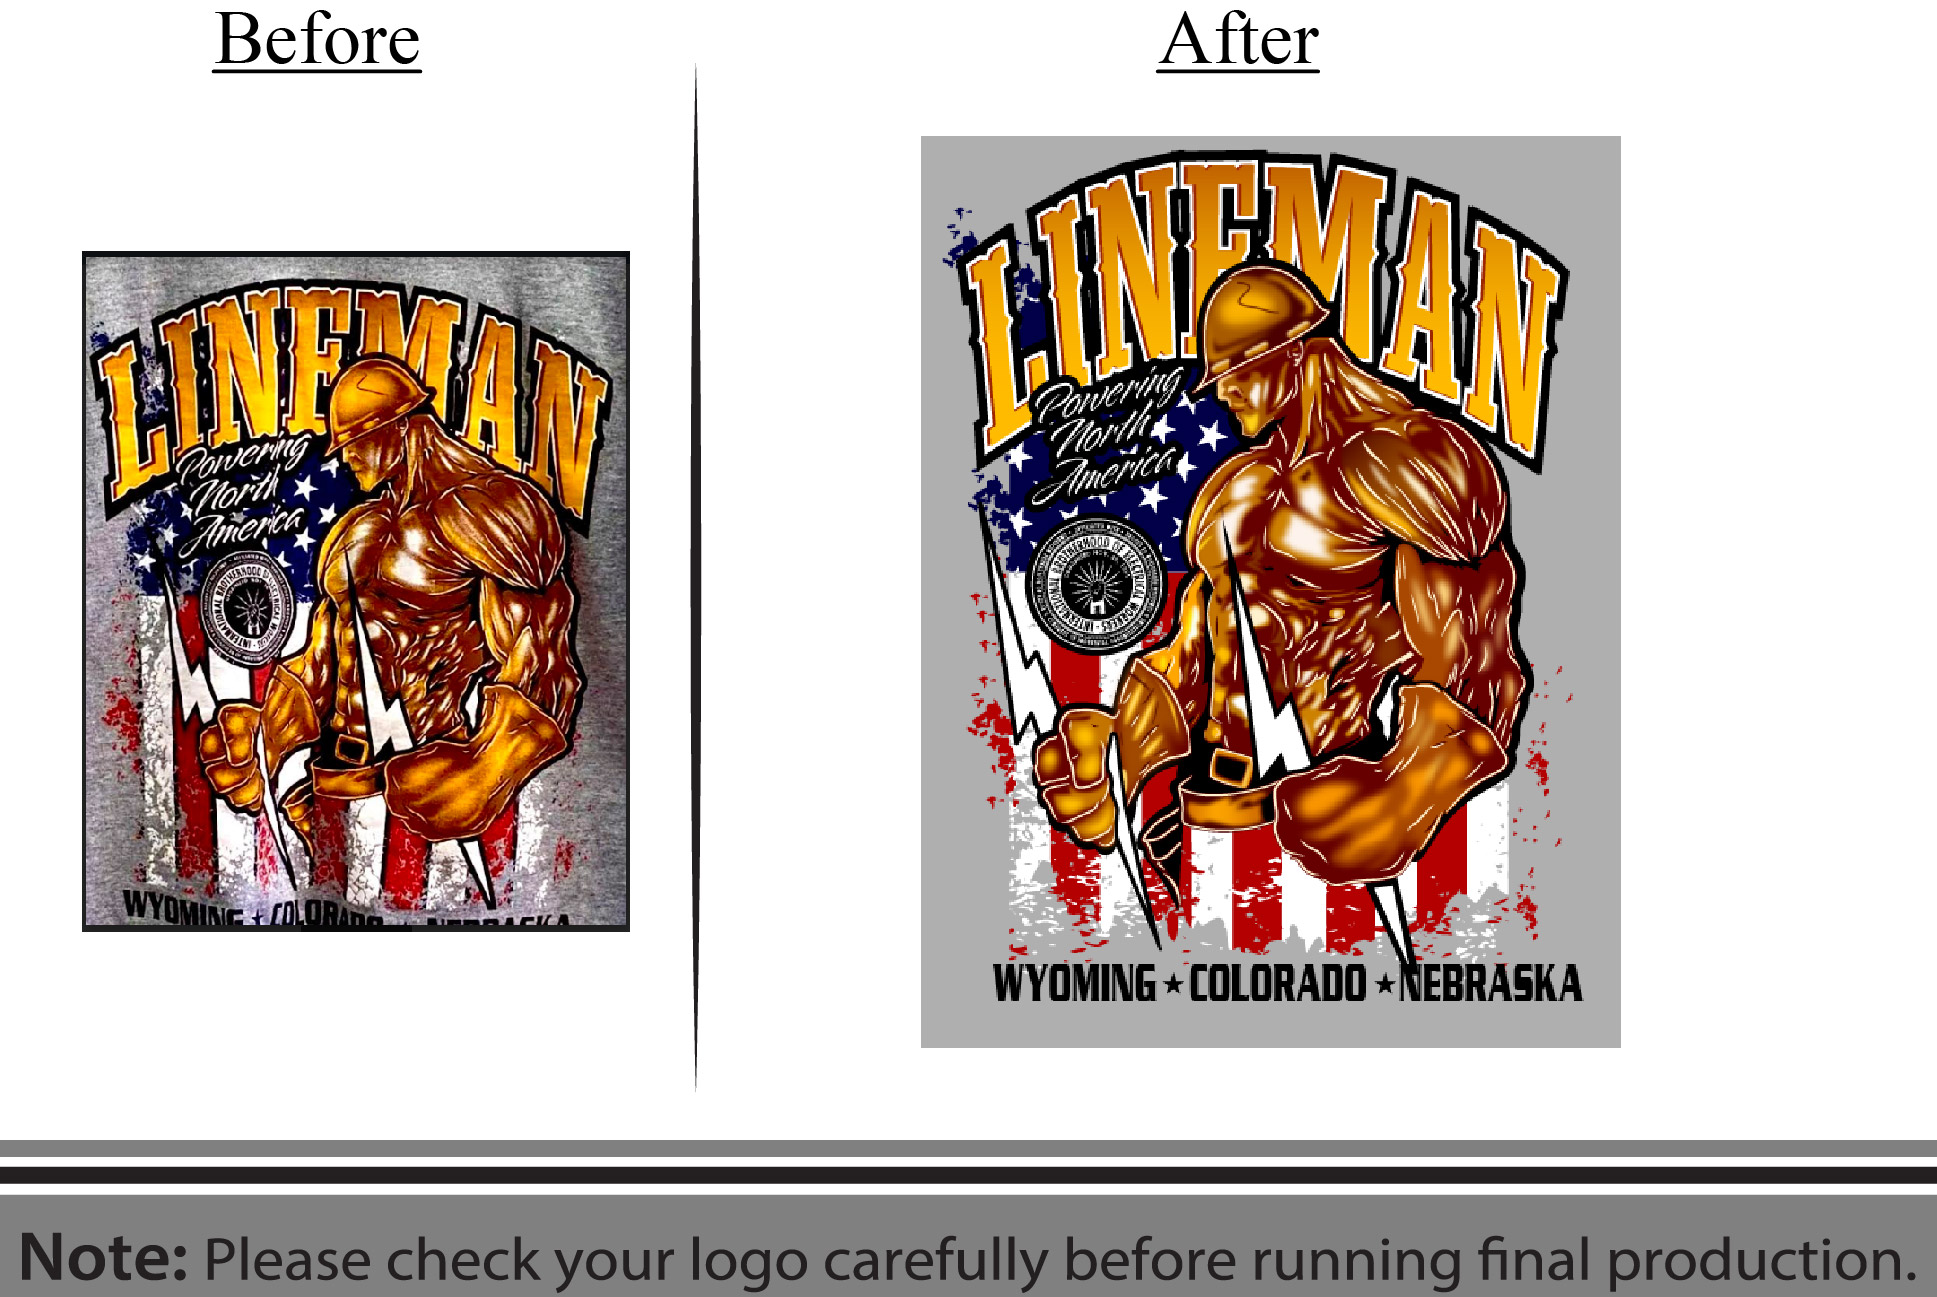 Before
After
LINEMAN
Powering
North
America
INTERNATIONAL BROTHERHOOD OF ELECTRICAL WORKERS
WYOMING ★ COLORADO ★ NEBRASKA
LINEMAN
Powering
North
America
INTERNATIONAL BROTHERHOOD OF ELECTRICAL WORKERS
WYOMING ★ COLORADO ★ NEBRASKA
Note: Please check your logo carefully before running final production.